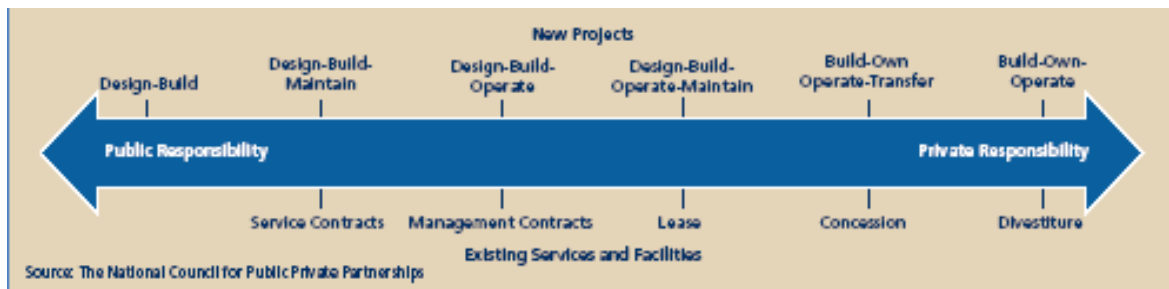 New Projects
Design-Build
Design-Build-
Maintain
Design-Build-
Operate
Design-Build-
Operate-Maintain
Build-Own
Operate-Transfer
Build-Own-
Operate
Public Responsibility
Private Responsibility
Service Contracts
Management Contracts
Lease
Concession
Divestiture
Existing Services and Facilities
Source: The National Council for Public Private Partnerships